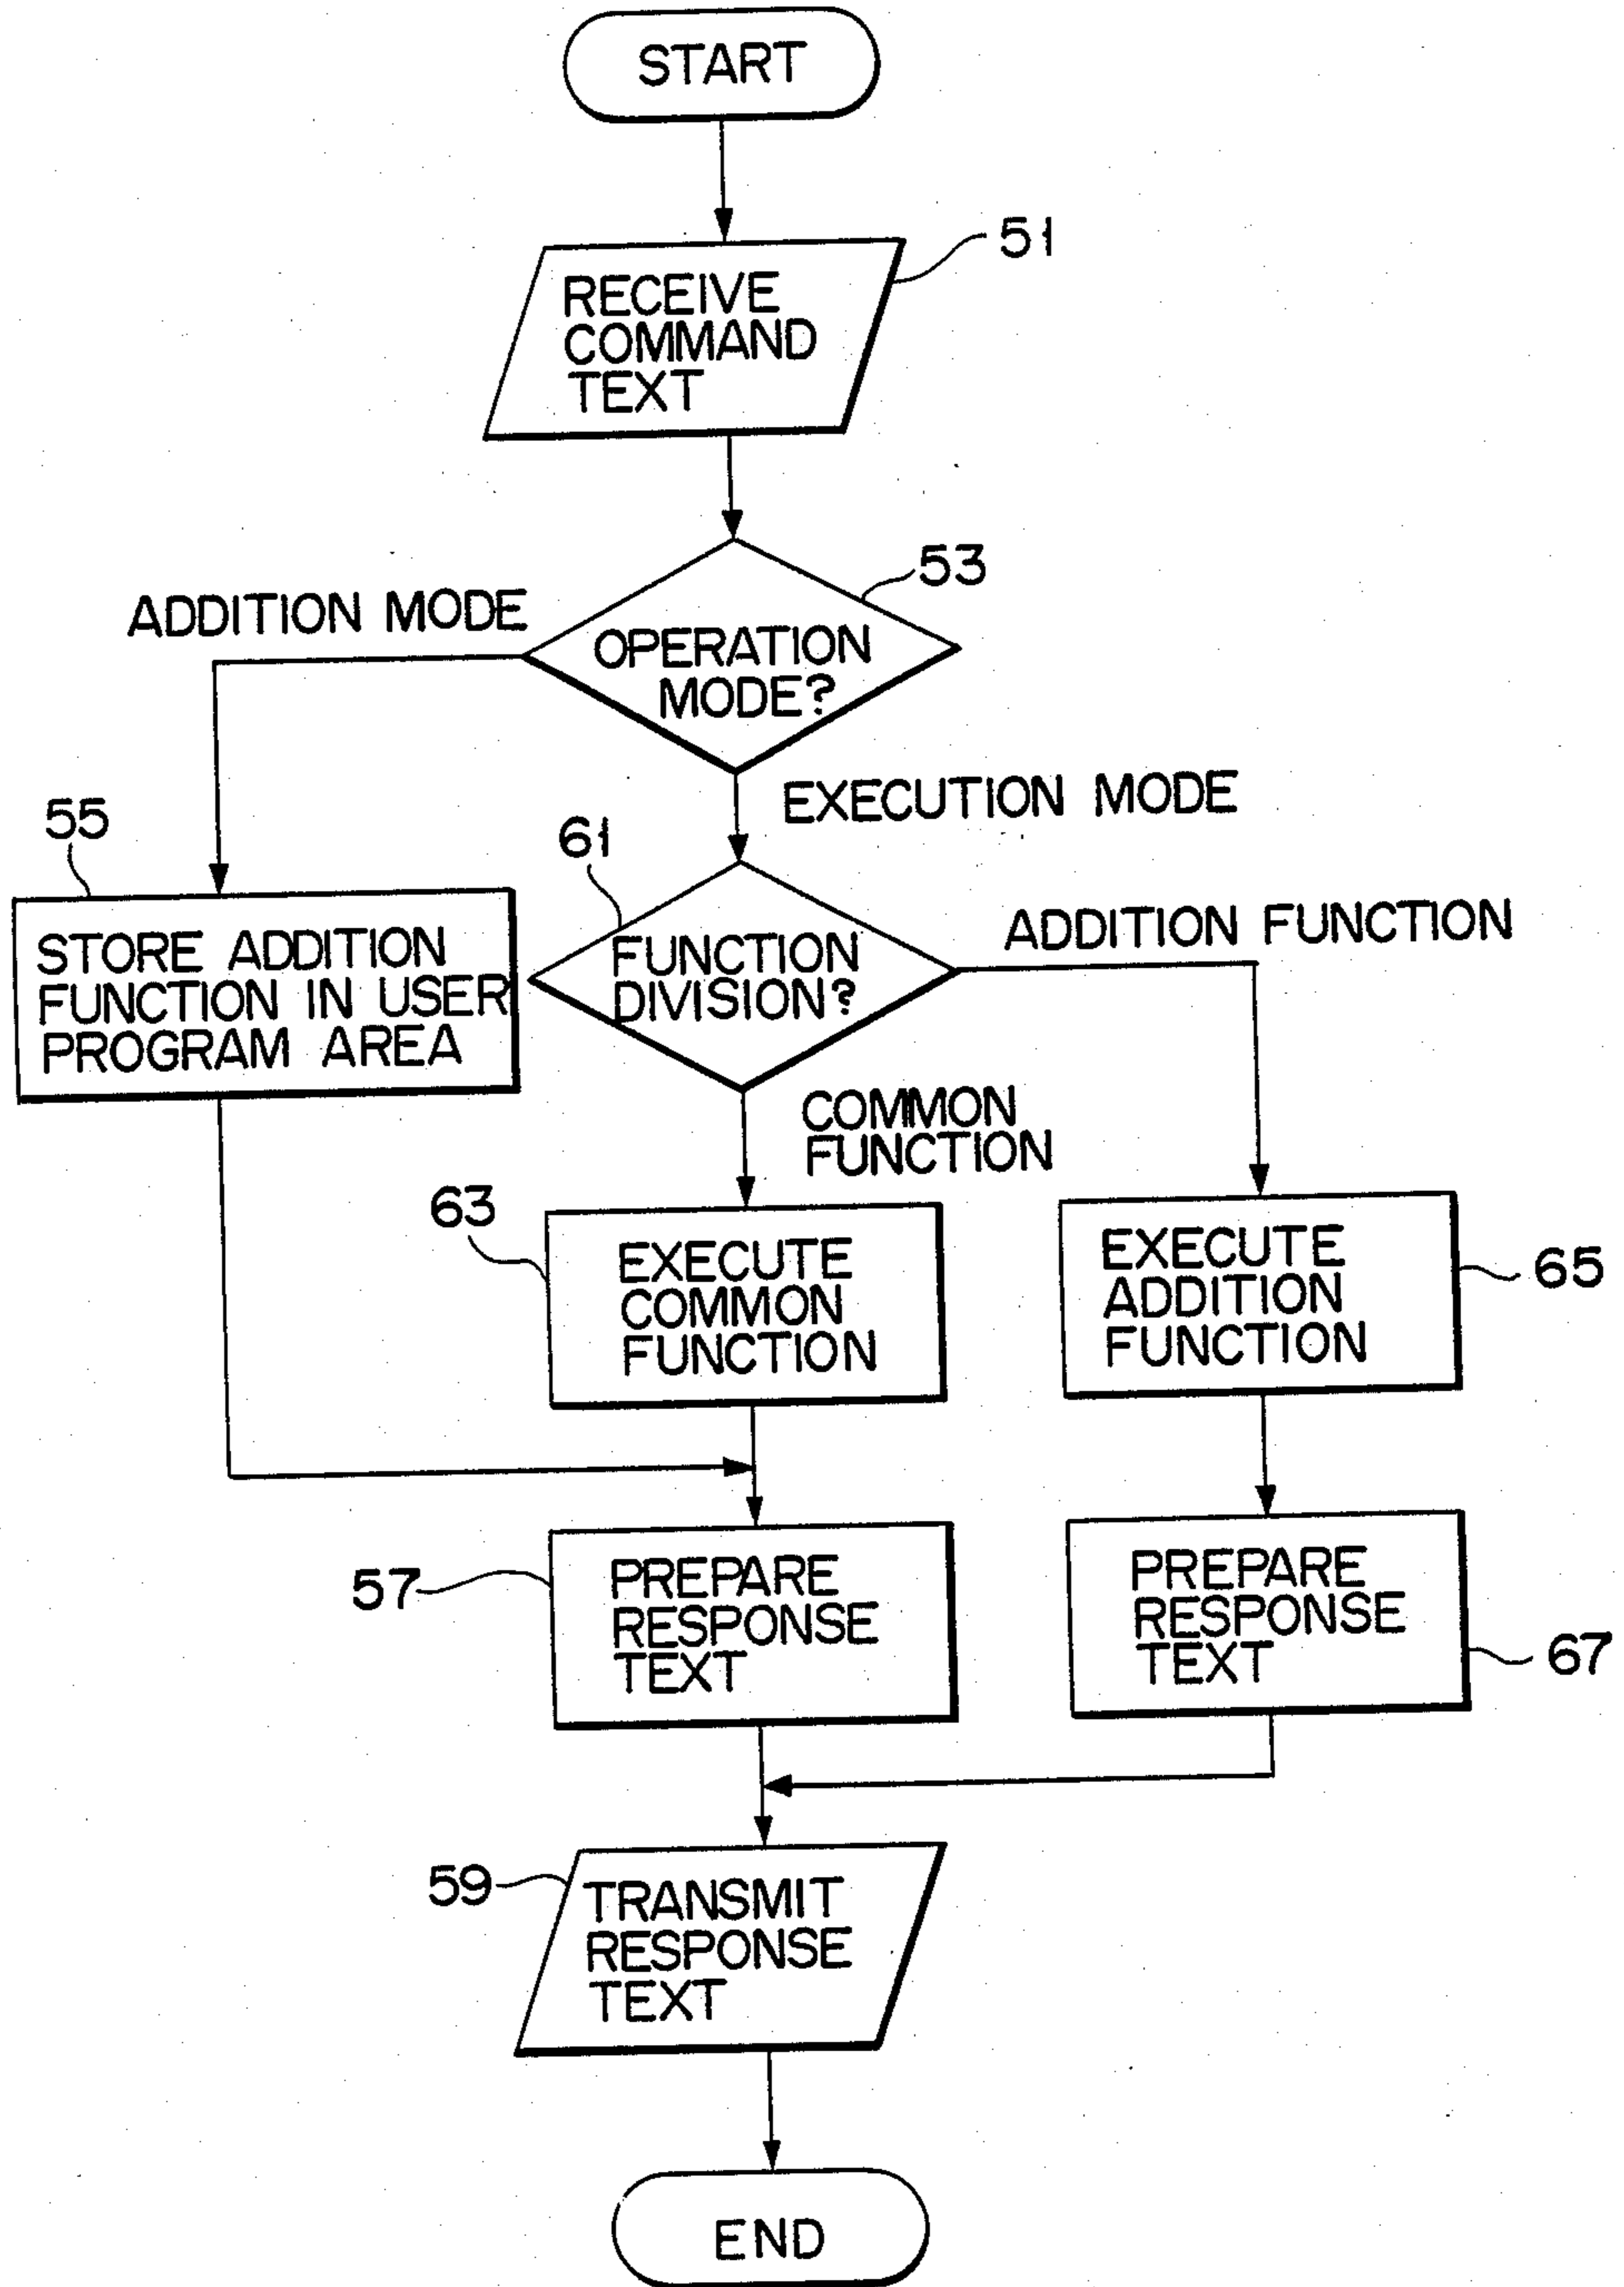 START
51
RECEIVE
COMMAND
TEXT
53
ADDITION MODE
OPERATION
MODE?
EXECUTION MODE
55
61
ADDITION FUNCTION
STORE ADDITION
FUNCTION IN USER
PROGRAM AREA
FUNCTION
DIVISION?
COMMON
FUNCTION
63
EXECUTE
COMMON
FUNCTION
EXECUTE
ADDITION
FUNCTION
65
57
PREPARE
RESPONSE
TEXT
PREPARE
RESPONSE
TEXT
67
59
TRANSMIT
RESPONSE
TEXT
END